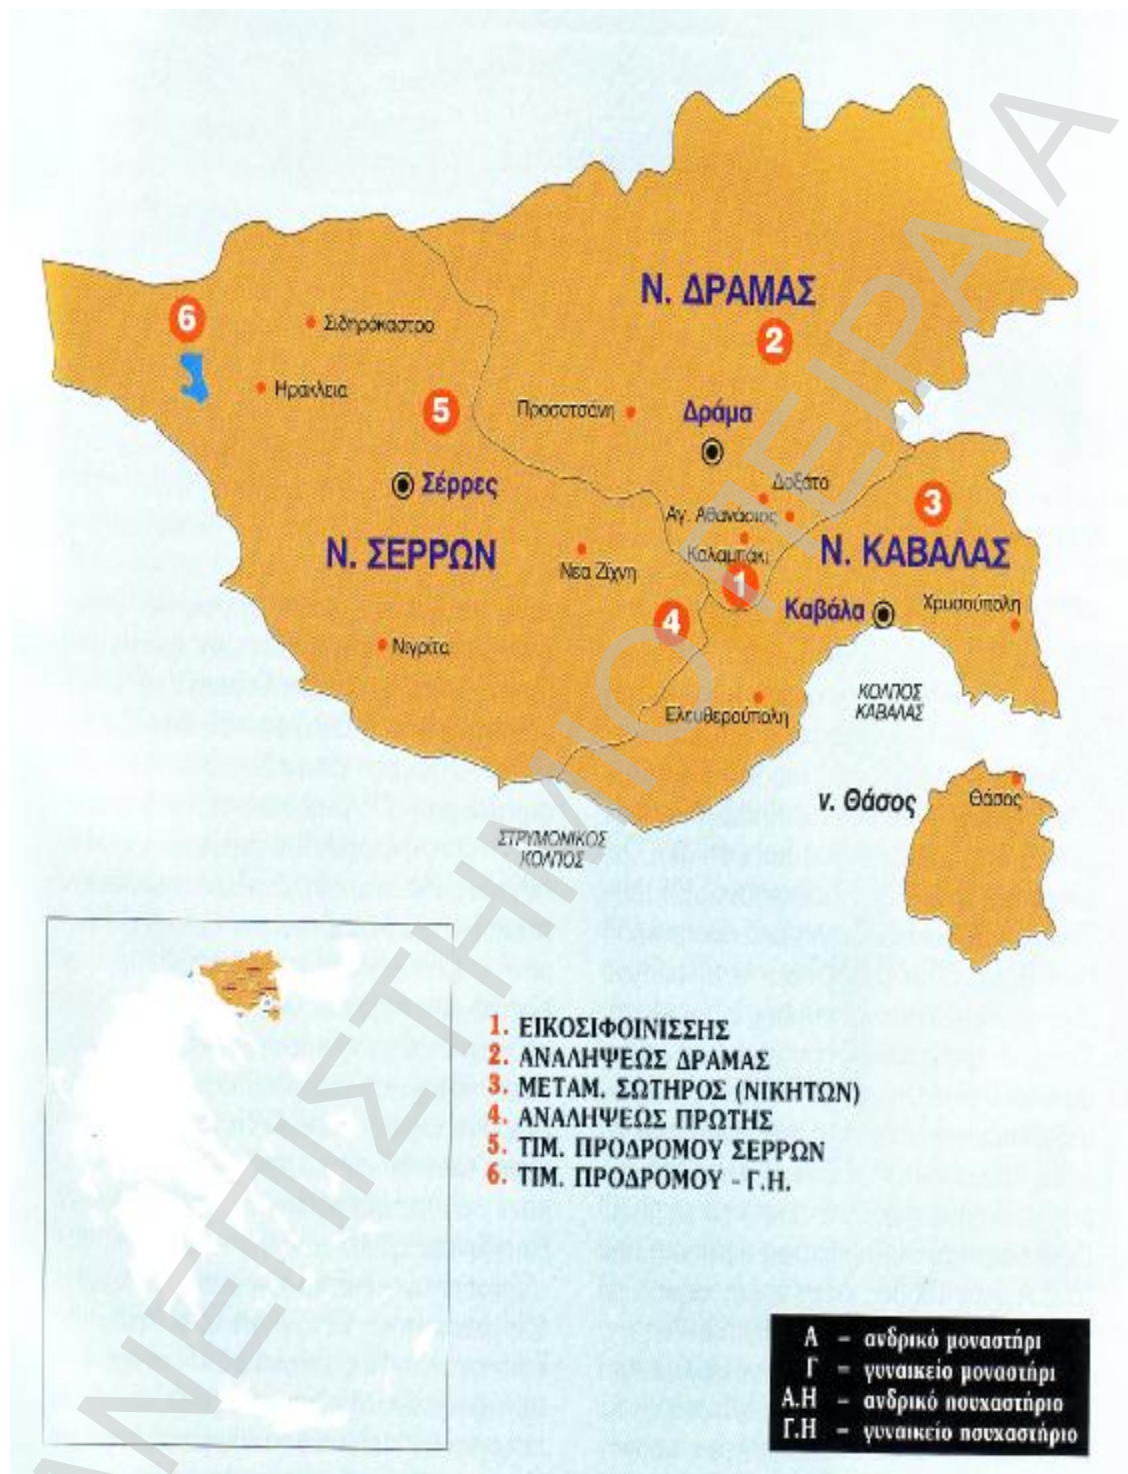 Ν. ΔΡΑΜΑΣ
6
Σιδηρόκαστρο
2
Ηράκλεια
5
Προσοτσάνη
Δράμα
Σέρρες
Δοξάτο
3
Αγ. Αθανάσιος
Ν. ΣΕΡΡΩΝ
Καλαμπάκι
Ν. ΚΑΒΑΛΑΣ
Νεα Ζίχνη
1
Καβάλα
Χρυσούπολη
4
Νιγρίτα
Ελευθερούπολη
ΚΟΛΠΟΣ
ΚΑΒΑΛΑΣ
ν. Θάσος
Θάσος
ΣΤΡΥΜΟΝΙΚΟΣ
ΚΟΛΠΟΣ
1. ΕΙΚΟΣΙΦΟΙΝΙΣΣΗΣ
2. ΑΝΑΛΗΨΕΩΣ ΔΡΑΜΑΣ
3. ΜΕΤΑΜ. ΣΩΤΗΡΟΣ (ΝΙΚΗΤΩΝ)
4. ΑΝΑΛΗΨΕΩΣ ΠΡΩΤΗΣ
5. ΤΙΜ. ΠΡΟΔΡΟΜΟΥ ΣΕΡΡΩΝ
6. ΤΙΜ. ΠΡΟΔΡΟΜΟΥ - Γ.Η.
Α = ανδρικό μοναστήρι
Γ = γυναικείο μοναστήρι
Α.Η = ανδρικό ησυχαστήριο
Γ.Η = γυναικείο ησυχαστήριο
ΑΝΕΠΙΣΤΗΜΙΟ ΠΕΙΡΑΙΑ